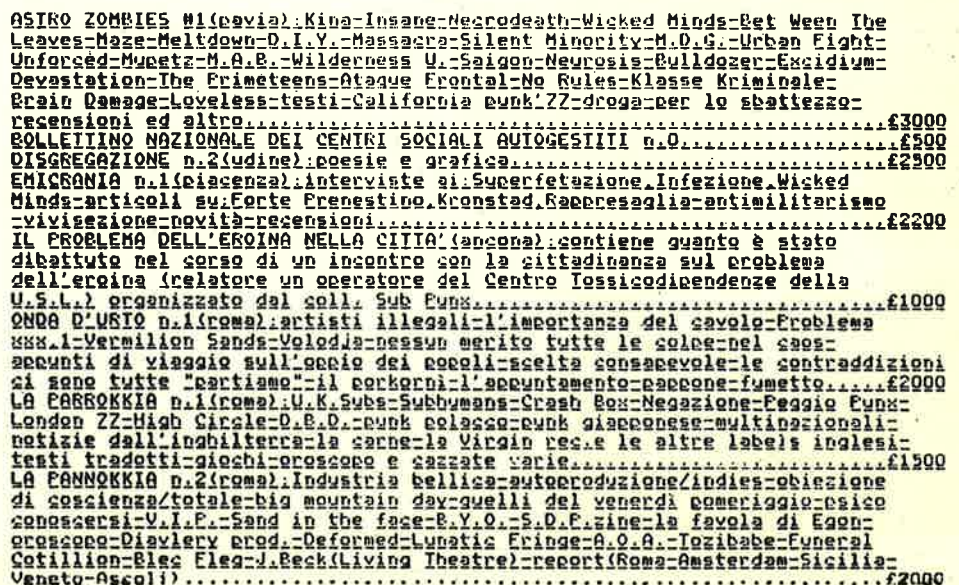 ASTRO ZOMBIES #1(pavia):Kina-Insane-Necrodeath-Wicked Minds-Bet Ween The
Leaves-Maze-Meltdown-D.I.Y.-Massacra-Silent Minority-M.D.G.-Urban Fight-
Unforced-Mupetz-M.A.B.-Wilderness U.-Saigon-Neurosis-Bulldozer-Excidium-
Devastation-The Primeteens-Ataque Frontal-No Rules-Klasse Kriminale-
Brain Damage-Loveless-testi-California punk'77-droga-per lo sbattezzo-
recensioni ed altro...............................................£3000
BOLLETTINO NAZIONALE DEI CENTRI SOCIALI AUTOGESTITI n.0................£500
DISGREGAZIONE n.2(udine):poesie e grafica............................£2500
EMICRANIA n.1(piacenza):interviste ai:Superfetazione,Infezione,Wicked
Minds-articoli su:Forte Prenestino,Kronstad,Rappresaglia-antimilitarismo
-vivisezione-novità-recensioni.......................................£2200
IL PROBLEMA DELL'EROINA NELLA CITTA'(ancona):contiene quanto è stato
dibattuto nel corso di un incontro con la cittadinanza sul problema
dell'eroina (relatore un operatore del Centro Tossicodipendenze della
U.S.L.) organizzato dal coll. Sub Punx...............................£1000
ONDA D'URTO n.1(roma):artisti illegali-l'importanza del cavolo-Problema
xxx.1-Vermilion Sands-Volodja-nessun merito tutte le colpe-nel caos-
appunti di viaggio sull'oppio dei popoli-scelta consapevole-le contraddizioni
ci sono tutte "partiamo"-il porkorni-l'appuntamento-pappone-fumetto.....£2000
LA PARROKKIA n.1(roma):U.K.Subs-Subhumans-Crash Box-Negazione-Peggio Punx-
London 77-High Circle-D.B.D.-punk polacco-punk giapponese-multinazionali-
notizie dall'inghilterra-la carne-la Virgin rec.e le altre labels inglesi-
testi tradotti-giochi-oroscopo e cazzate varie.........................£1500
LA PANNOKKIA n.2(roma):Industria bellica-autoproduzione/indies-obiezione
di coscienza/totale-big mountain day-quelli del venerdì pomeriggio-psico
conoscersi-V.I.P.-Sand in the face-B.Y.O.-S.D.P.zine-la favola di Egon-
oroscopo-Diavlery prod.-Deformed-Lunatic Fringe-A.O.A.-Tozibabe-Funeral
Cotillion-Blec Fleg-J.Beck(Living Theatre)-report(Roma-Amsterdam-Sicilia-
Veneto-Ascoli)........................................................£2000